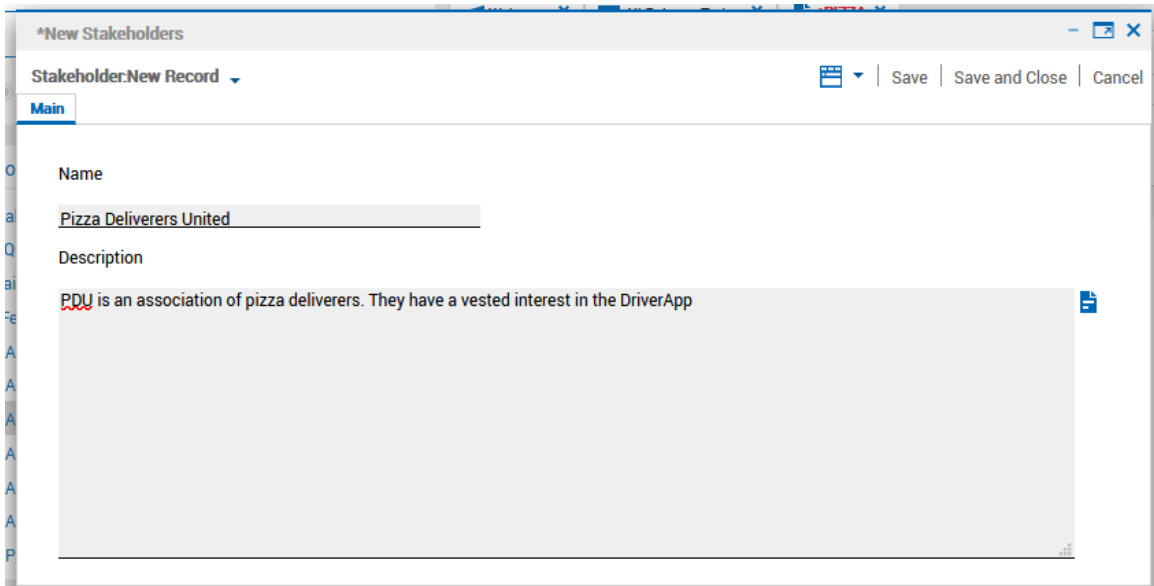 *New Stakeholders
Stakeholder:New Record
Save
Save and Close
Cancel
Main
Name
Pizza Deliverers United
Description
PDU is an association of pizza deliverers. They have a vested interest in the DriverApp